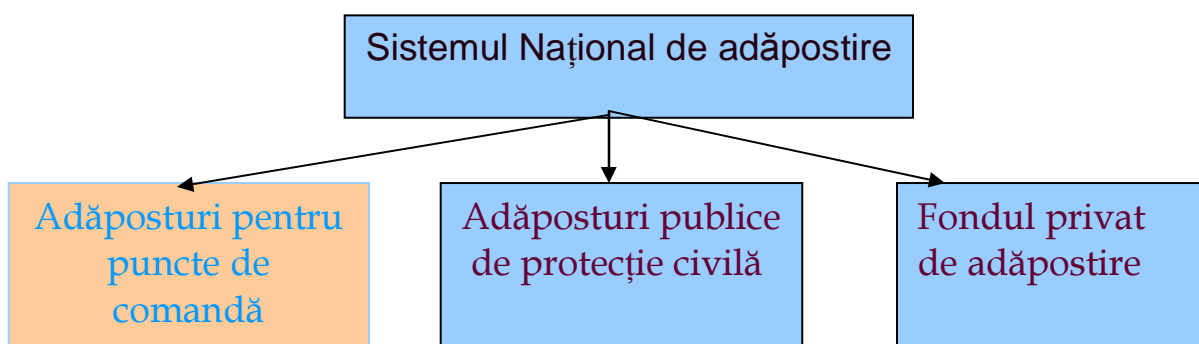 Sistemul Național de adăpostire
Adăposturi pentru
puncte de
comandă
Adăposturi publice
de protecție civilă
Fondul privat
de adăpostire